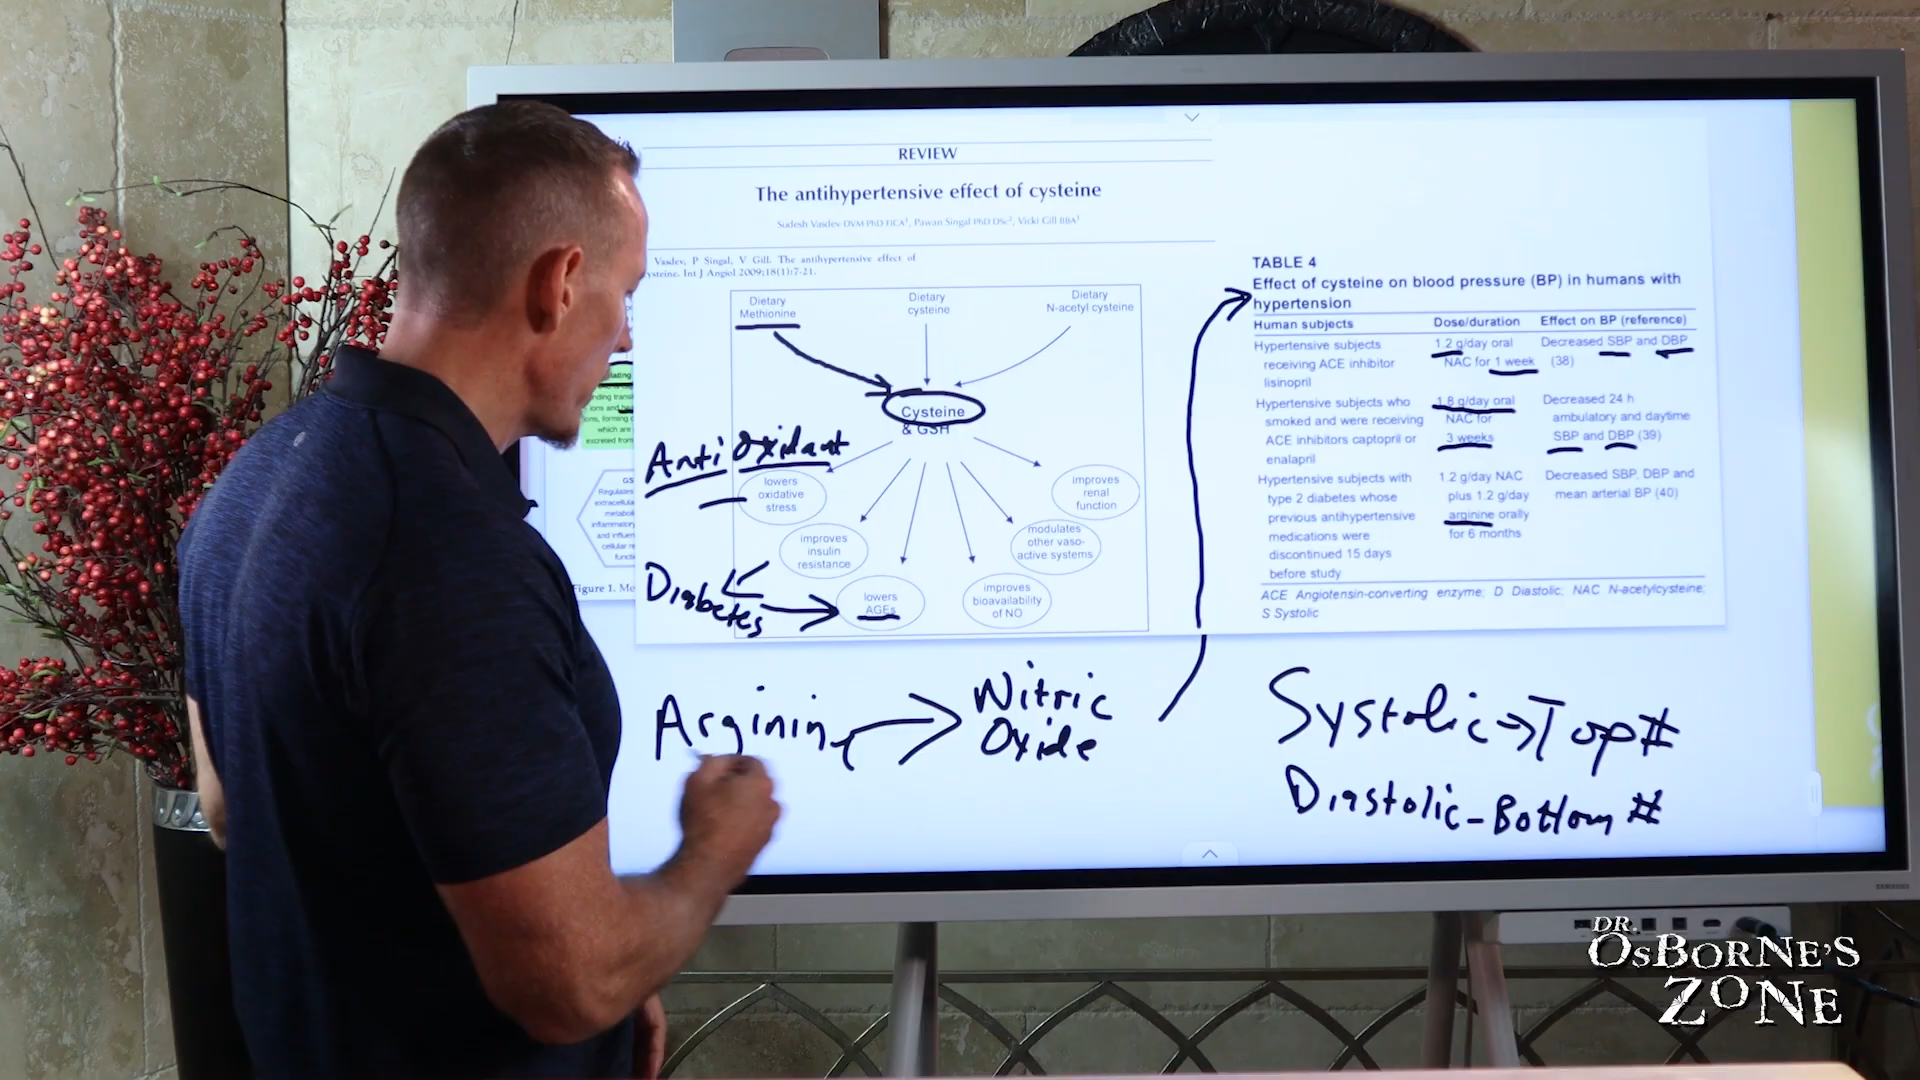 REVIEW
The antihypertensive effect of cysteine
Sudesh Vasdev DVM PhD FICA¹, Pawan Singal PhD DSc², Vicki Gill BBA¹
Vasdev, P Singal, V Gill. The antihypertensive effect of
ysteine. Int J Angiol 2009;18(1):7-21.
Dietary
Methionine
Dietary
cysteine
Dietary
N-acetyl cysteine
Cysteine
& GSH
Anti oxidant
lowers
oxidative
stress
improves
insulin
resistance
Diabetes
lowers
AGEs
improves
bioavailability
of NO
modulates
other vaso-
active systems
improves
renal
function
Figure 1. Me
TABLE 4
Effect of cysteine on blood pressure (BP) in humans with
hypertension
Human subjects Dose/duration Effect on BP (reference)
Hypertensive subjects 1.2 g/day oral Decreased SBP and DBP
receiving ACE inhibitor NAC for 1 week (38)
lisinopril
Hypertensive subjects who 1.8 g/day oral Decreased 24 h
smoked and were receiving NAC for ambulatory and daytime
ACE inhibitors captopril or 3 weeks SBP and DBP (39)
enalapril
Hypertensive subjects with 1.2 g/day NAC Decreased SBP, DBP and
type 2 diabetes whose plus 1.2 g/day mean arterial BP (40)
previous antihypertensive arginine orally
medications were for 6 months
discontinued 15 days
before study
ACE Angiotensin-converting enzyme; D Diastolic; NAC N-acetylcysteine;
S Systolic
Arginine
Nitric
Oxide
Systolic → Top #
Diastolic - Bottom #
SAMSUNG
DR.
OSBORNE'S
ZONE